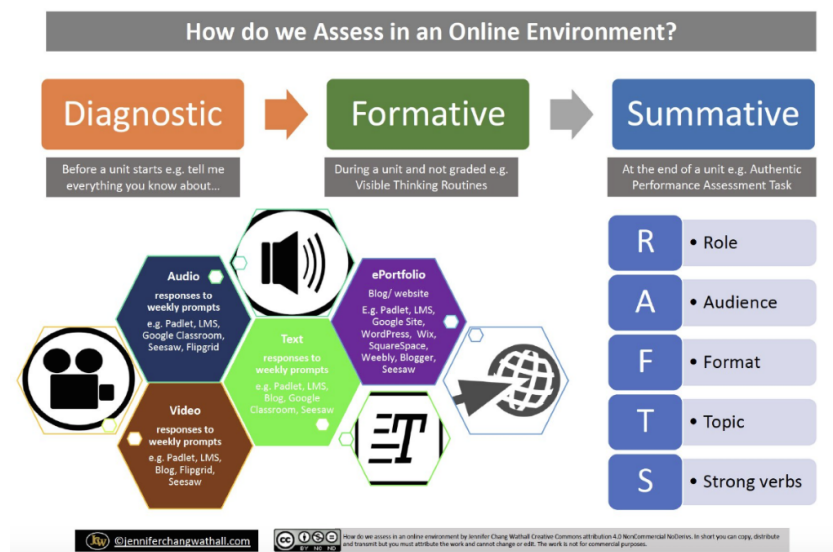 How do we Assess in an Online Environment?
Diagnostic
Before a unit starts e.g. tell me
everything you know about...
Formative
During a unit and not graded e.g.
Visible Thinking Routines
Summative
At the end of a unit e.g. Authentic
Performance Assessment Task
Audio
responses to
weekly prompts
e.g. Padlet, LMS,
Google Classroom,
Seesaw, Flipgrid
Video
responses to
weekly prompts
e.g. Padlet, LMS,
Blog, Flipgrid,
Seesaw
Text
responses to
weekly prompts
e.g. Padlet, LMS,
Blog, Google
Classroom, Seesaw
ePortfolio
Blog/ website
E.g. Padlet, LMS,
Google Site,
WordPress, Wix,
SquareSpace,
Weebly, Blogger,
Seesaw
T
R • Role
A • Audience
F • Format
T • Topic
S • Strong verbs
JCW ©jenniferchangwathall.com
cc BY NC ND
How do we assess in an online environment by Jennifer Chang Wathall Creative Commons attribution 4.0 NonCommercial NoDerivs. In short you can copy, distribute
and transmit but you must attribute the work and cannot change or edit. The work is not for commercial purposes.